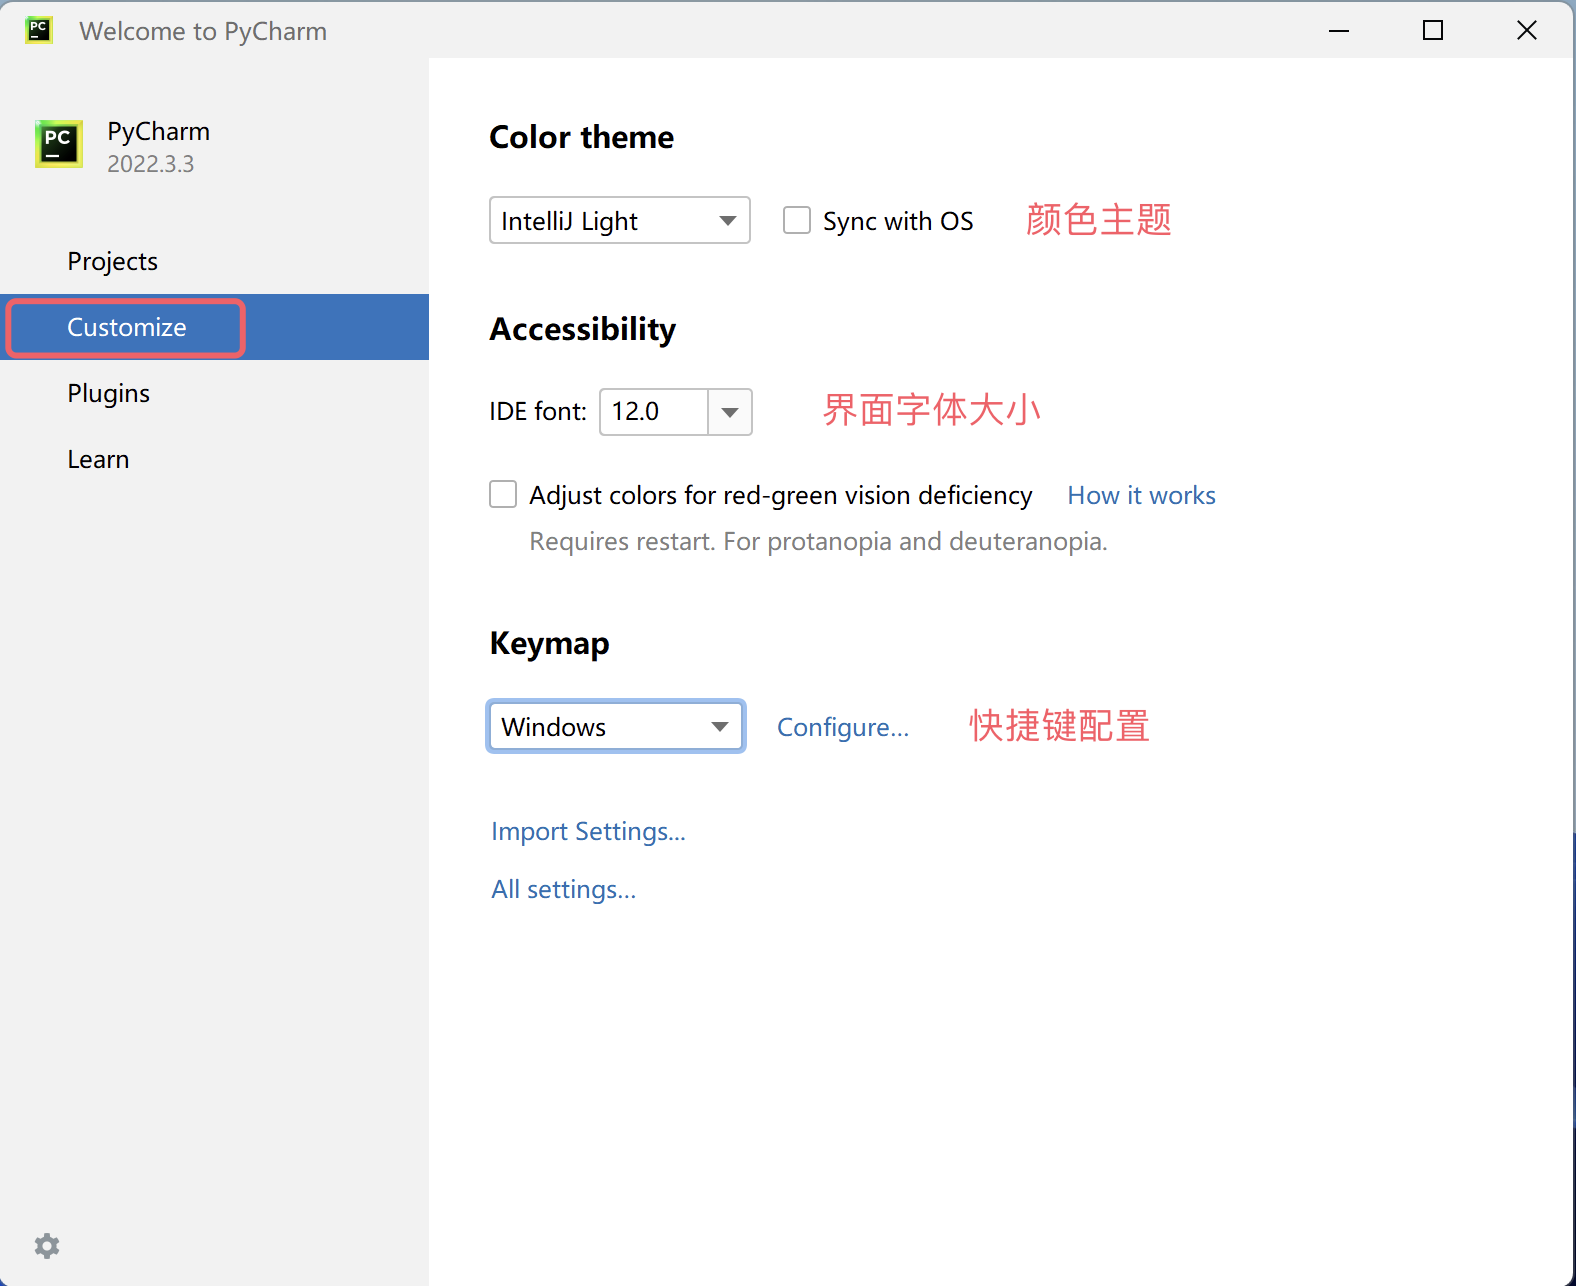 PC
Welcome to PyCharm
PC
PyCharm
2022.3.3
Projects
Customize
Plugins
Learn
Color theme
IntelliJ Light
Sync with OS
颜色主题
Accessibility
IDE font:
12.0
界面字体大小
Adjust colors for red-green vision deficiency
How it works
Requires restart. For protanopia and deuteranopia.
Keymap
Windows
Configure...
快捷键配置
Import Settings...
All settings...